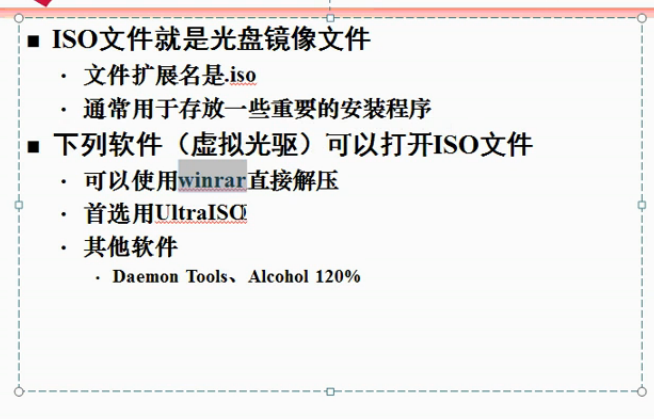 ISO文件就是光盘镜像文件
文件扩展名是.iso
通常用于存放一些重要的安装程序
下列软件（虚拟光驱）可以打开ISO文件
可以使用winrar直接解压
首选用UltraISO
其他软件
Daemon Tools、Alcohol 120%